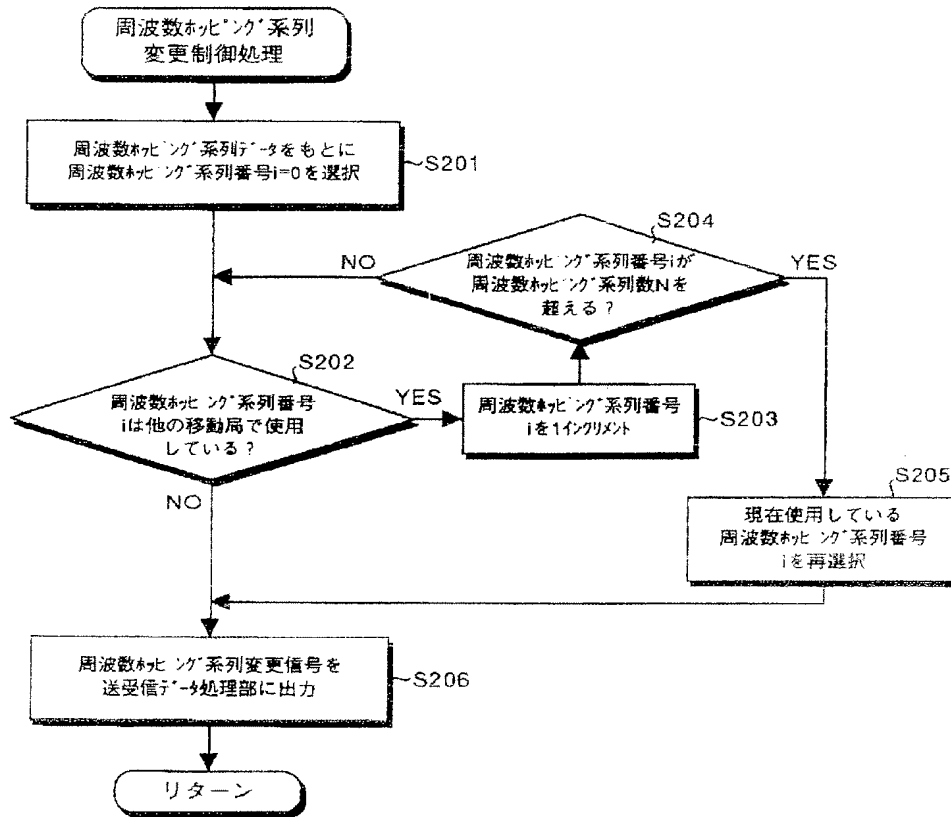 周波数ﾎｯﾋﾟﾝｸﾞ系列
変更制御処理
周波数ﾎｯﾋﾟﾝｸﾞ系列データをもとに
周波数ﾎｯﾋﾟﾝｸﾞ系列番号i=0を選択
S201
S204
周波数ﾎｯﾋﾟﾝｸﾞ系列番号iが
周波数ﾎｯﾋﾟﾝｸﾞ系列数Nを
超える？
NO
YES
S202
周波数ﾎｯﾋﾟﾝｸﾞ系列番号
iは他の移動局で使用
している？
YES
NO
周波数ﾎｯﾋﾟﾝｸﾞ系列番号
iを1インクリメント
S203
S205
現在使用している
周波数ﾎｯﾋﾟﾝｸﾞ系列番号
iを再選択
周波数ﾎｯﾋﾟﾝｸﾞ系列変更信号を
送受信ﾃﾞｰﾀ処理部に出力
S206
リターン